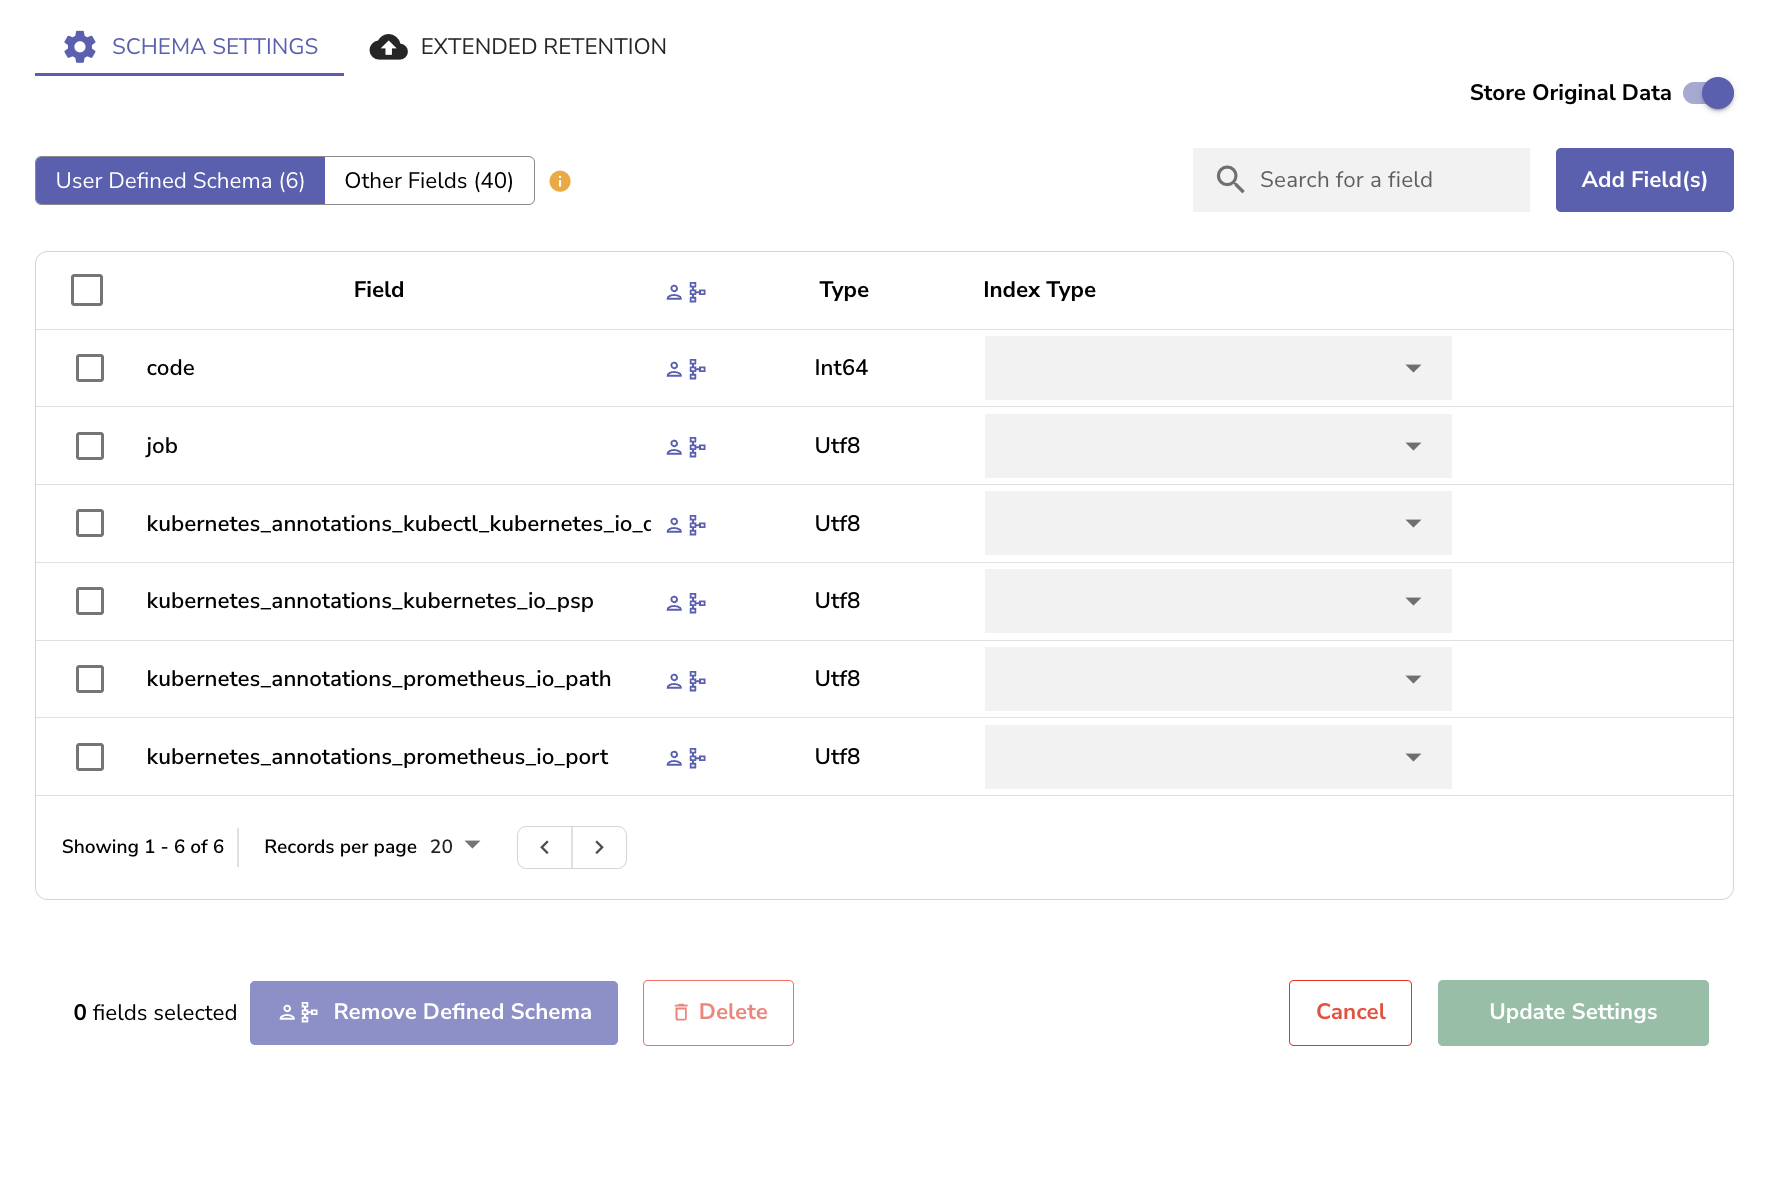 SCHEMA SETTINGS EXTENDED RETENTION
Store Original Data
User Defined Schema (6) Other Fields (40) Search for a field Add Field(s)
Field Type Index Type
code Int64
job Utf8
kubernetes_annotations_kubectl_kubernetes_io_ Utf8
kubernetes_annotations_kubernetes_io_psp Utf8
kubernetes_annotations_prometheus_io_path Utf8
kubernetes_annotations_prometheus_io_port Utf8
Showing 1 - 6 of 6 Records per page 20
0 fields selected Remove Defined Schema Delete Cancel Update Settings